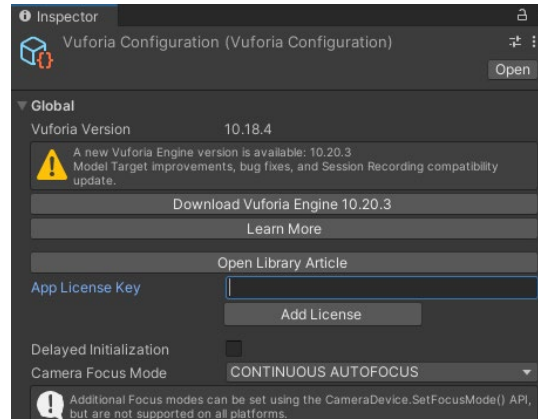 Inspector
Vuforia Configuration (Vuforia Configuration)
Open
Global
Vuforia Version 10.18.4
A new Vuforia Engine version is available: 10.20.3
Model Target improvements, bug fixes, and Session Recording compatibility
update.
Download Vuforia Engine 10.20.3
Learn More
Open Library Article
App License Key
Add License
Delayed Initialization
Camera Focus Mode CONTINUOUS AUTOFOCUS
Additional Focus modes can be set using the CameraDevice.SetFocusMode() API,
but are not supported on all platforms.